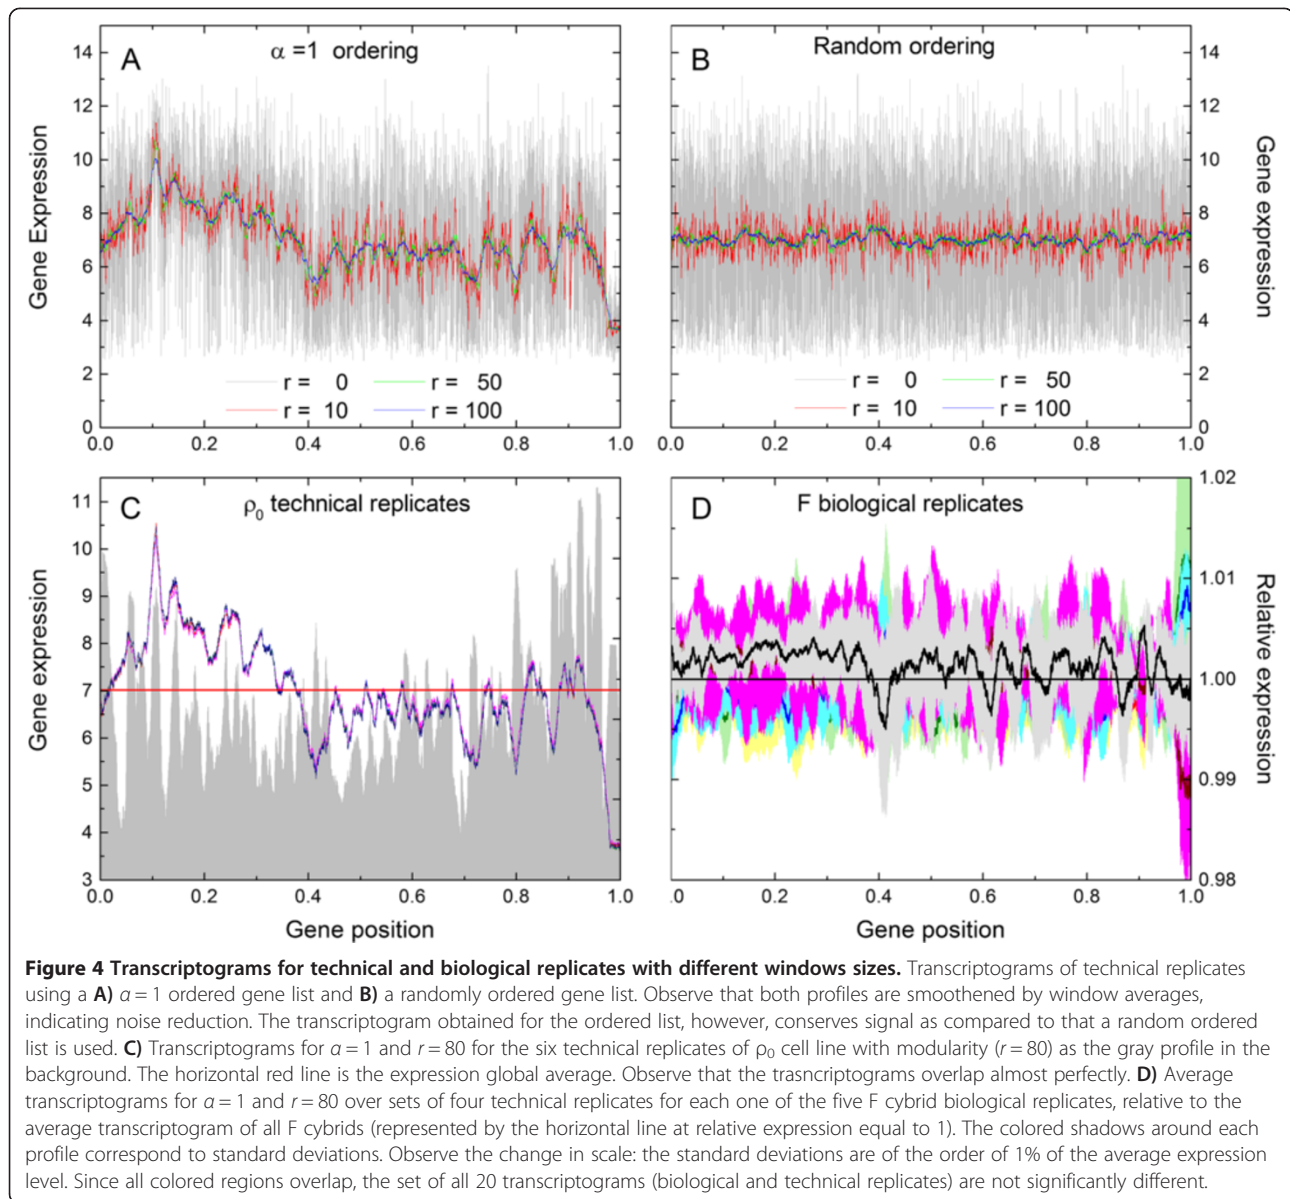 A
α =1 ordering
Gene Expression
14
12
10
8
6
4
2
0
r = 0
r = 50
r = 10
r = 100
0.0 0.2 0.4 0.6 0.8 1.0
B
Random ordering
Gene expression
14
12
10
8
6
4
2
0
r = 0
r = 50
r = 10
r = 100
0.0 0.2 0.4 0.6 0.8 1.0
C
ρ0 technical replicates
Gene expression
11
10
9
8
7
6
5
4
3
0.0 0.2 0.4 0.6 0.8 1.0
Gene position
D
F biological replicates
Relative expression
1.02
1.01
1.00
0.99
0.98
.0 0.2 0.4 0.6 0.8 1.0
Gene position
Figure 4 Transcriptograms for technical and biological replicates with different windows sizes. Transcriptograms of technical replicates
using a A) α = 1 ordered gene list and B) a randomly ordered gene list. Observe that both profiles are smoothened by window averages,
indicating noise reduction. The transcriptogram obtained for the ordered list, however, conserves signal as compared to that a random ordered
list is used. C) Transcriptograms for α = 1 and r = 80 for the six technical replicates of ρ0 cell line with modularity (r = 80) as the gray profile in the
background. The horizontal red line is the expression global average. Observe that the trasncriptograms overlap almost perfectly. D) Average
transcriptograms for α = 1 and r = 80 over sets of four technical replicates for each one of the five F cybrid biological replicates, relative to the
average transcriptogram of all F cybrids (represented by the horizontal line at relative expression equal to 1). The colored shadows around each
profile correspond to standard deviations. Observe the change in scale: the standard deviations are of the order of 1% of the average expression
level. Since all colored regions overlap, the set of all 20 transcriptograms (biological and technical replicates) are not significantly different.